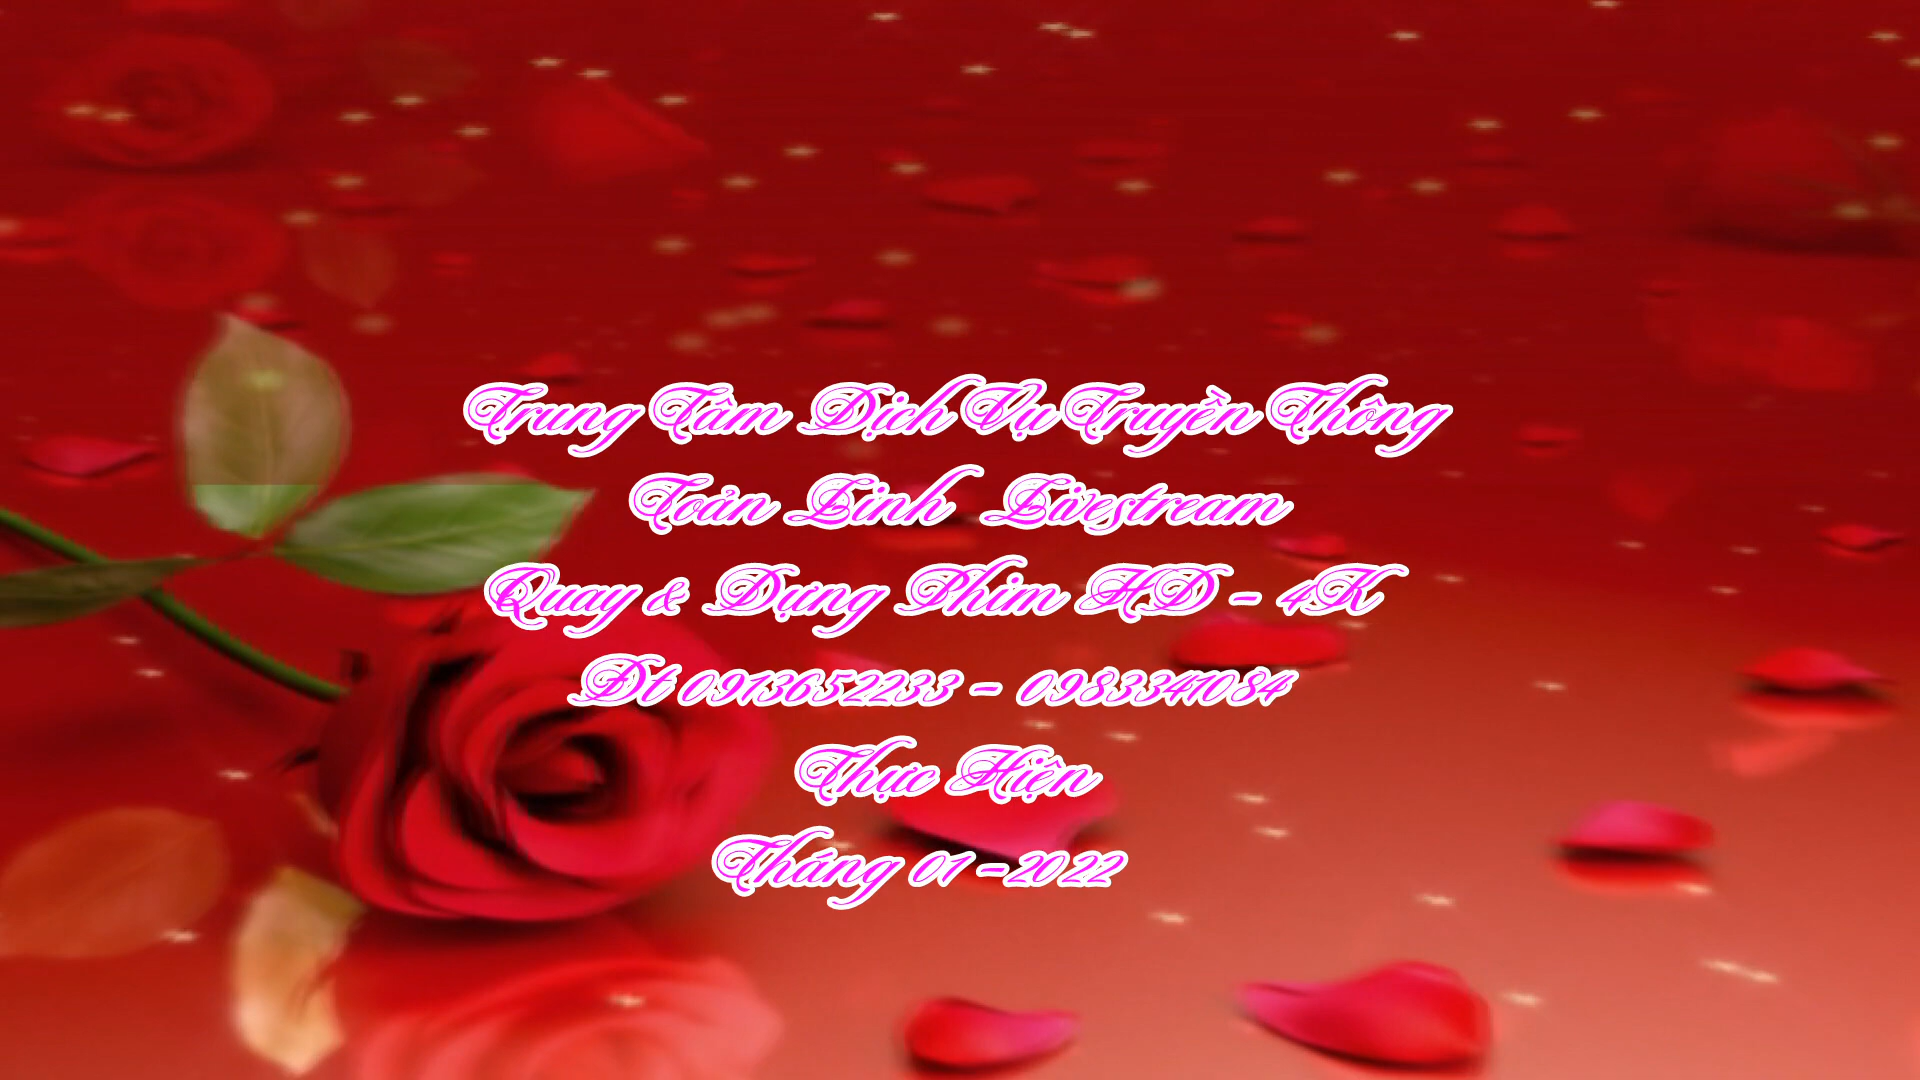 Trung Tâm Dịch Vụ Truyền Thông
Toản Linh Livestream
Quay & Dựng Phim HD - 4K
Đt 0913652233 - 0983341084
Thực Hiện
Tháng 01 -2022